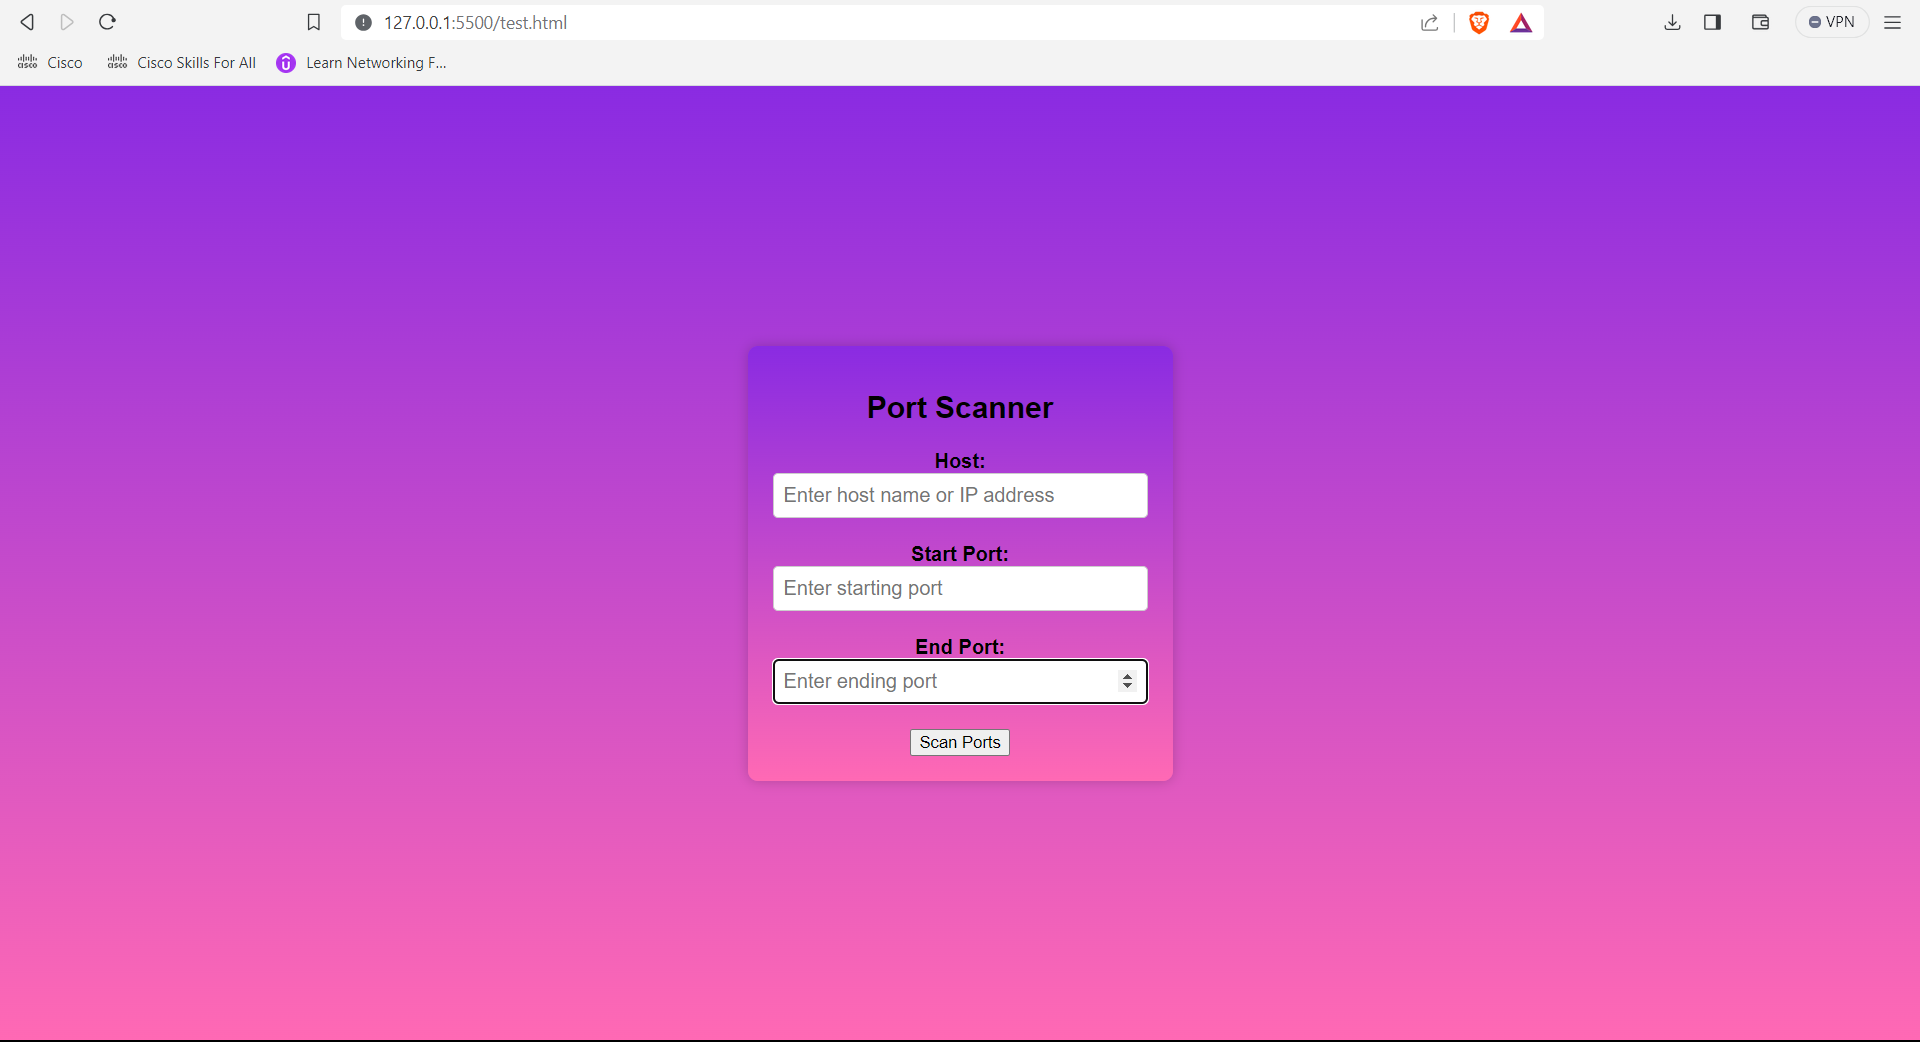 127.0.0.1:5500/test.html
VPN
Cisco
Cisco Skills For All
Learn Networking F...
Port Scanner
Host:
Enter host name or IP address
Start Port:
Enter starting port
End Port:
Enter ending port
Scan Ports